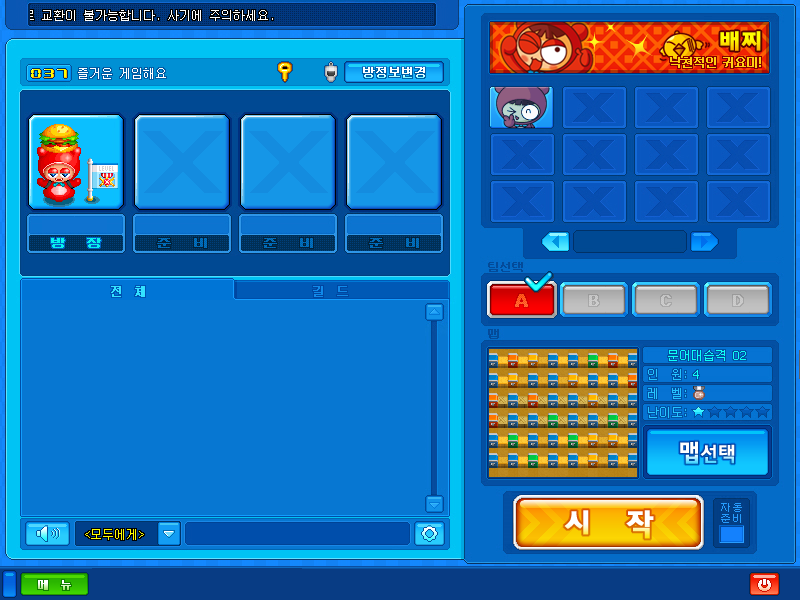 로 교환이 불가능합니다. 사기에 주의하세요.
037 즐거운 게임해요
방정보변경
배찌
낙천적인 귀요미!
방 장
준 비
준 비
준 비
팀선택
A
B
C
D
전 체
길 드
맵
문어대습격 02
인 원: 4
레 벨:
난이도:
맵선택
시 작
자동
준비
<모두에게>
메 뉴